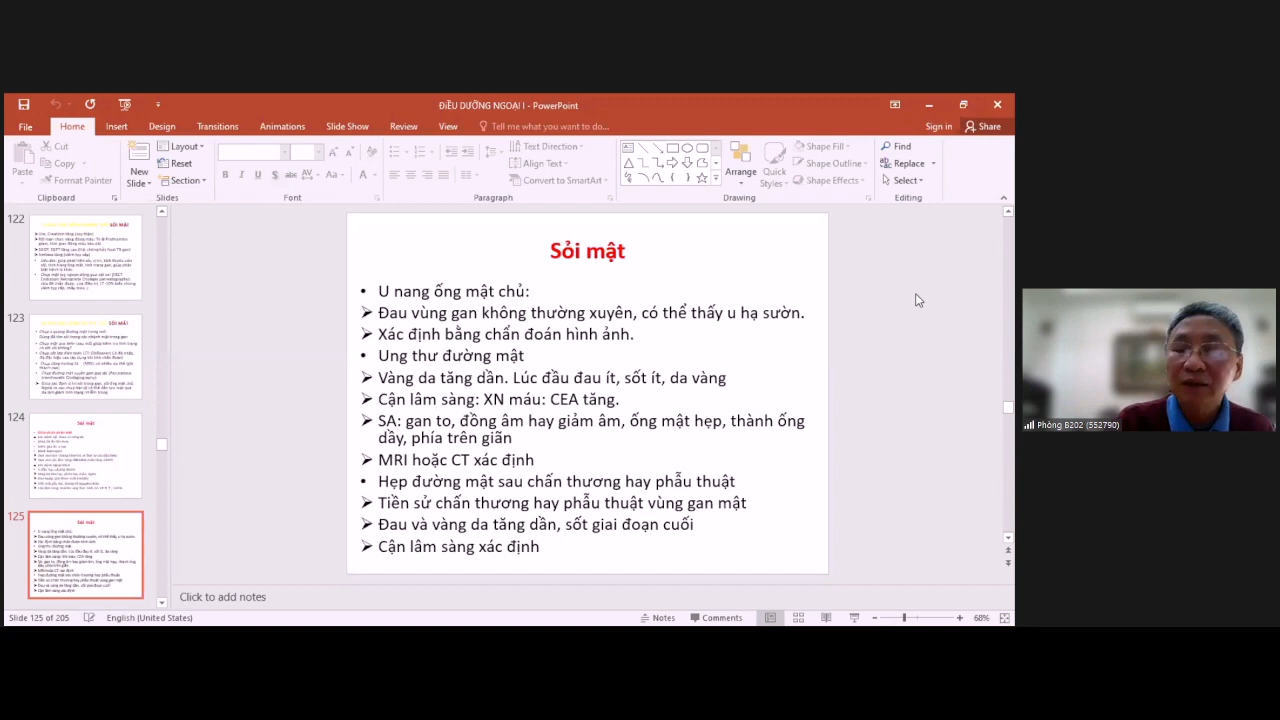 ĐIỀU DƯỠNG NGOẠI I - PowerPoint
File Home Insert Design Transitions Animations Slide Show Review View Tell me what you want to do... Sign in Share
Cut
Copy
Format Painter
Paste
Clipboard
New Slide
Layout
Reset
Section
Slides
Font
Text Direction
Align Text
Convert to SmartArt
Paragraph
Arrange
Quick Styles
Shape Fill
Shape Outline
Shape Effects
Drawing
Find
Replace
Select
Editing
122
123
124
125
Sỏi mật
• U nang ống mật chủ:
➢ Đau vùng gan không thường xuyên, có thể thấy u hạ sườn.
➢ Xác định bằng chẩn đoán hình ảnh.
Ung thư đường mật
➢ Vàng da tăng dần, lúc đầu đau ít, sốt ít, da vàng
➢ Cận lâm sàng: XN máu: CEA tăng.
➢ SA: gan to, đồng âm hay giảm âm, ống mật hẹp, thành ống
dầy, phía trên giãn
➢ MRI hoặc CT xác định
Hẹp đường mật sau chấn thương hay phẫu thuật
➢ Tiền sử chấn thương hay phẫu thuật vùng gan mật
➢ Đau và vàng da tăng dần, sốt giai đoạn cuối
➢ Cận lâm sàng xác định
Click to add notes
Slide 125 of 205 English (United States) Notes Comments 68%
Phòng B202 (552790)